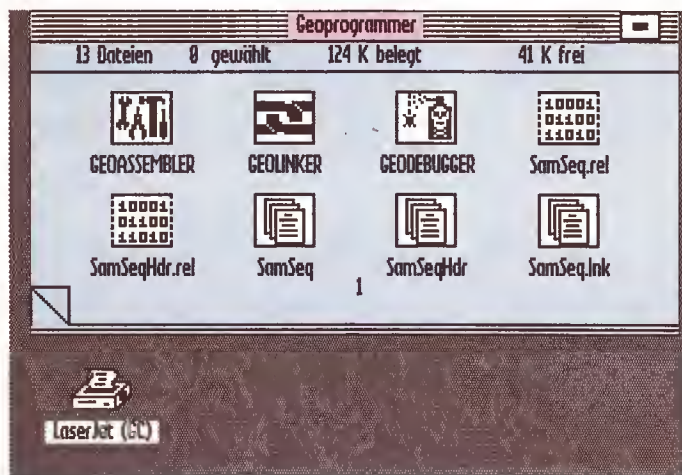 Geoprogrammer
13 Dateien 0 gewählt 124 K belegt 41 K frei
10001 01100 11010
GEOASSEMBLER GEOLINKER GEODEBUGGER SamSeq.rel
10001 01100 11010
SamSeqHdr.rel SamSeq SamSeqHdr SamSeq.lnk
1
LaserJet (GC)